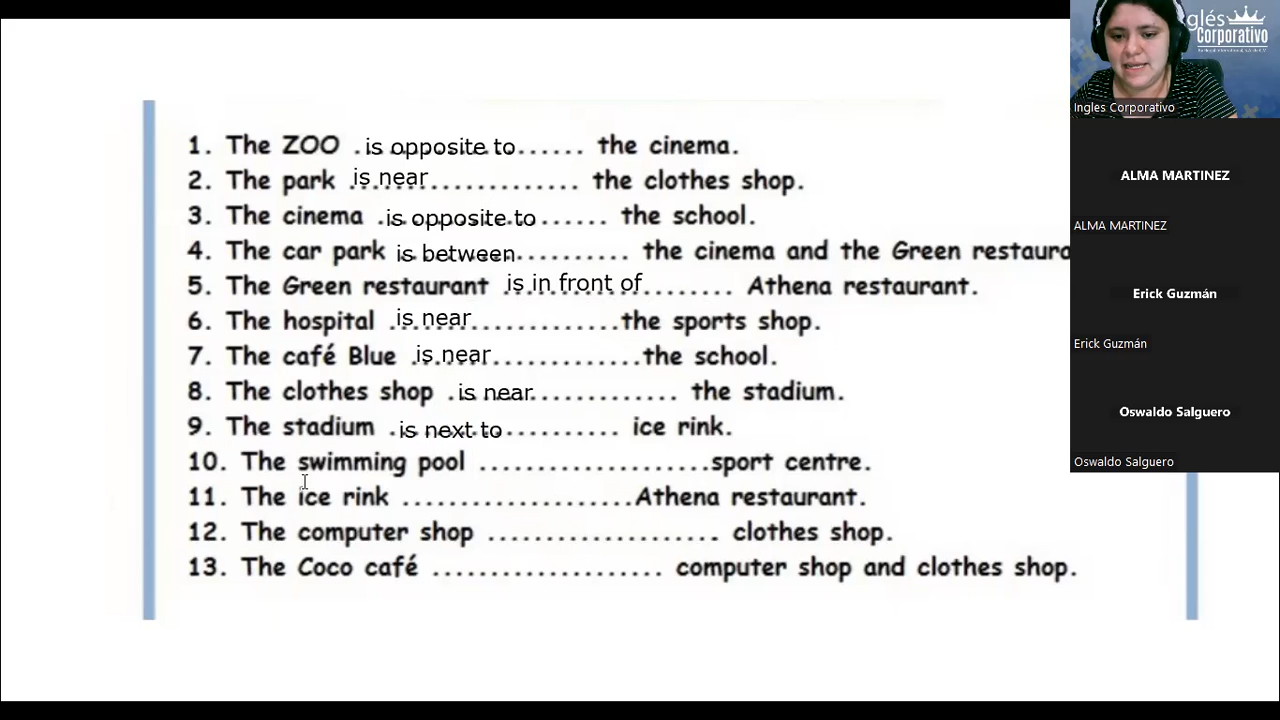 1. The ZOO .is opposite to...... the cinema.
2. The park is near................... the clothes shop.
3. The cinema .is opposite to...... the school.
4. The car park is between.......... the cinema and the Green restaura
5. The Green restaurant is in front of........ Athena restaurant.
6. The hospital is near.............the sports shop.
7. The café Blue is near.............the school.
8. The clothes shop .is near............. the stadium.
9. The stadium .is next to.......... ice rink.
10. The swimming pool ....................sport centre.
11. The ice rink ....................Athena restaurant.
12. The computer shop .................... clothes shop.
13. The Coco café .................... computer shop and clothes shop.
glés
Corporativo
Ingles Corporativo
ALMA MARTINEZ
ALMA MARTINEZ
Erick Guzmán
Erick Guzmán
Oswaldo Salguero
Oswaldo Salguero